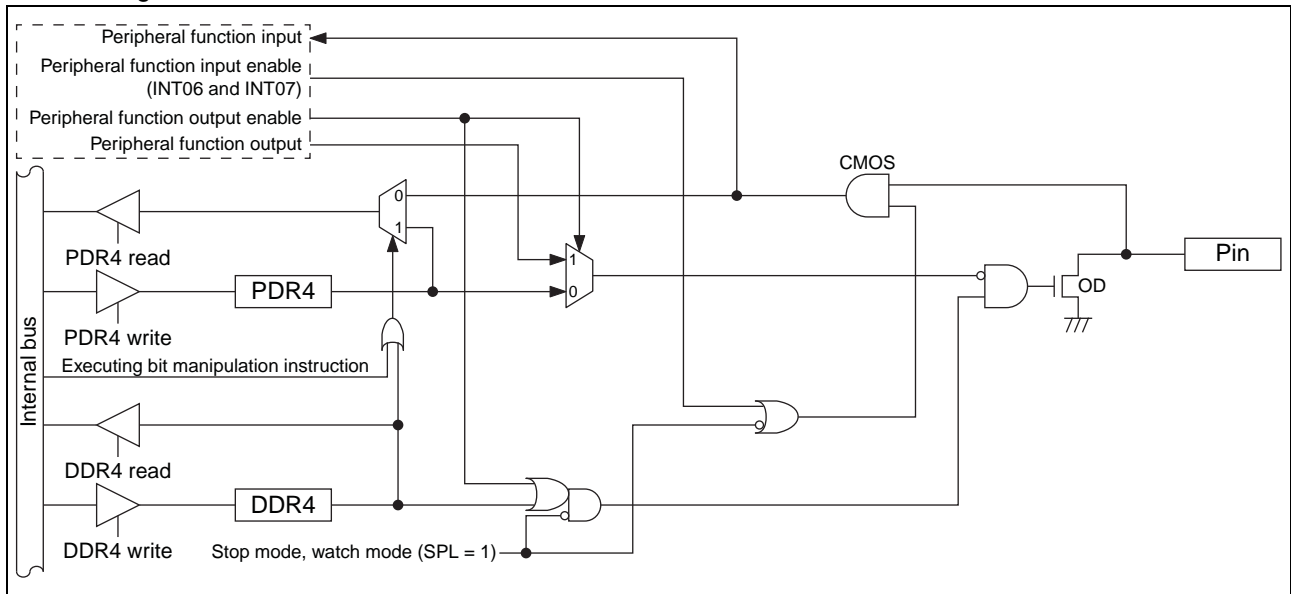 Peripheral function input
Peripheral function input enable
(INT06 and INT07)
Peripheral function output enable
Peripheral function output
CMOS
0
1
PDR4 read
1
0
Pin
OD
PDR4
PDR4 write
Executing bit manipulation instruction
Internal bus
DDR4 read
DDR4
DDR4 write
Stop mode, watch mode (SPL = 1)